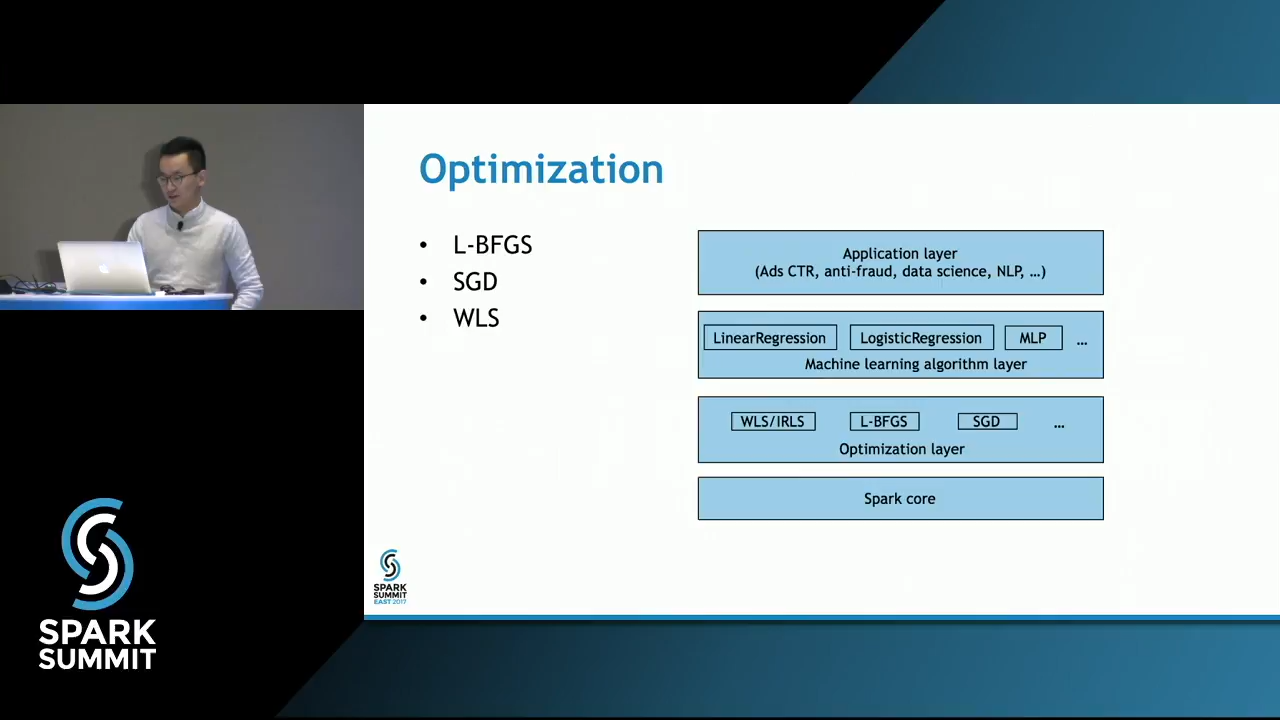 Optimization
• L-BFGS
• SGD
• WLS
Application layer
(Ads CTR, anti-fraud, data science, NLP, …)
LinearRegression LogisticRegression MLP …
Machine learning algorithm layer
WLS/IRLS L-BFGS SGD …
Optimization layer
Spark core
SPARK
SUMMIT
EAST 2017
SPARK
SUMMIT